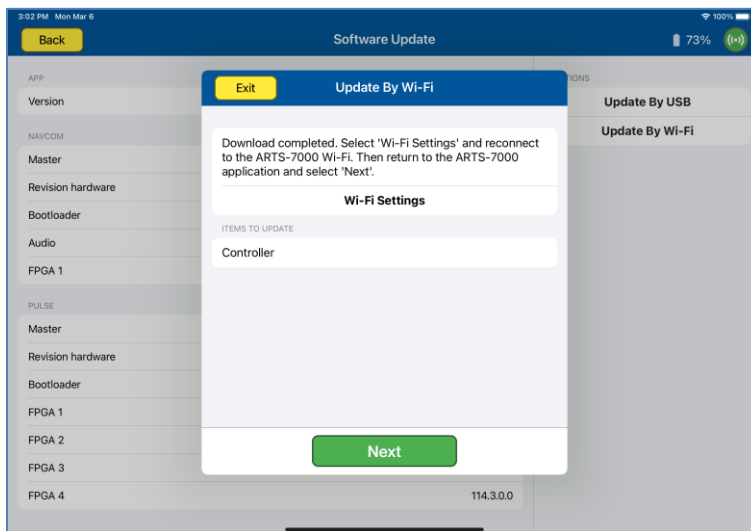 3:02 PM Mon Mar 6
100%
Back
Software Update
73%
APP
Version
NAVCOM
Master
Revision hardware
Bootloader
Audio
FPGA 1
PULSE
Master
Revision hardware
Bootloader
FPGA 1
FPGA 2
FPGA 3
FPGA 4
114.3.0.0
Exit
Update By Wi-Fi
Download completed. Select 'Wi-Fi Settings' and reconnect
to the ARTS-7000 Wi-Fi. Then return to the ARTS-7000
application and select 'Next'.
Wi-Fi Settings
ITEMS TO UPDATE
Controller
Next
IONS
Update By USB
Update By Wi-Fi